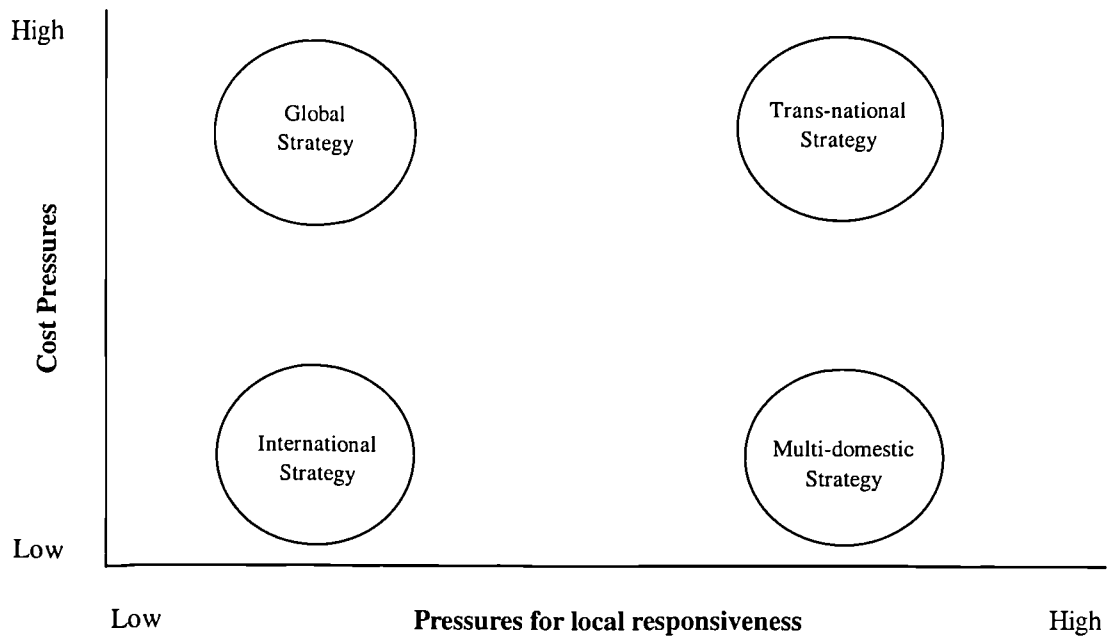 High
Global
Strategy
Trans-national
Strategy
Cost Pressures
International
Strategy
Multi-domestic
Strategy
Low
Low
Pressures for local responsiveness
High